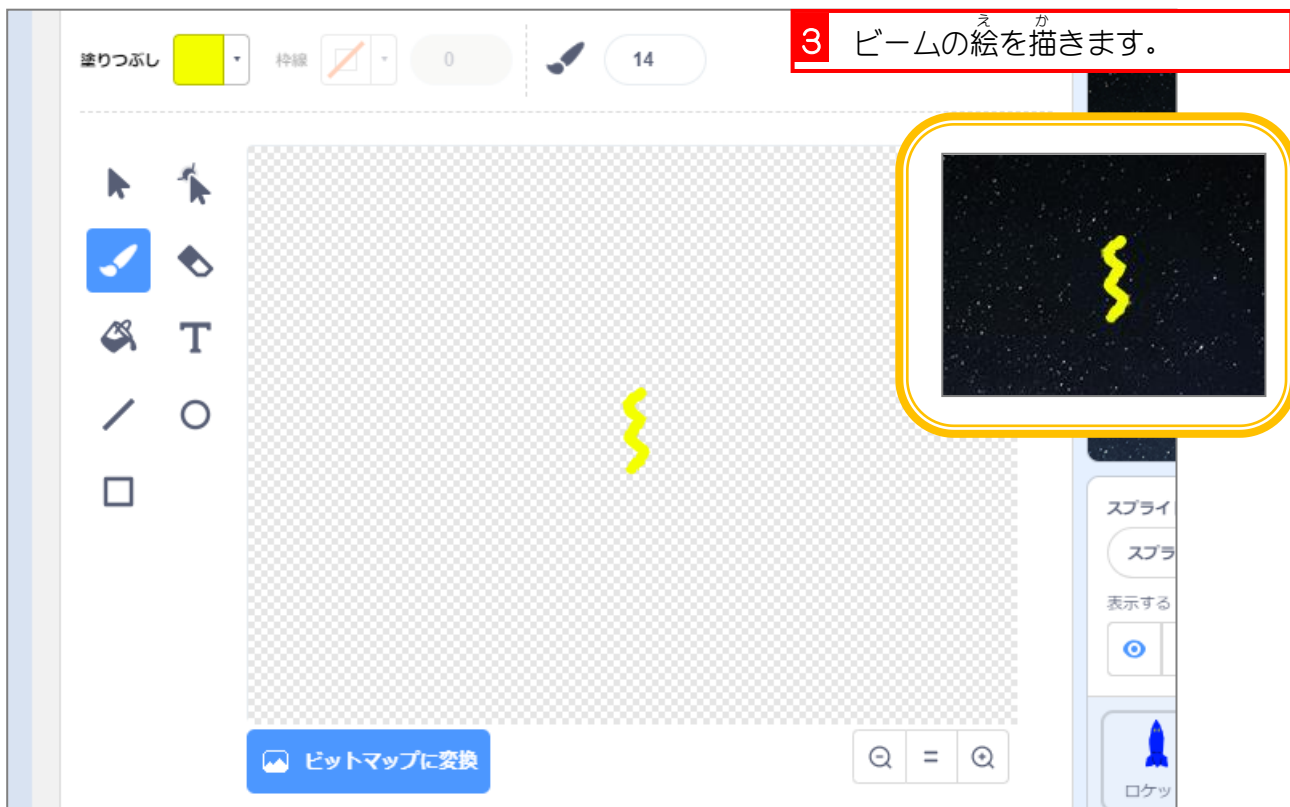 3 ビームの絵を描きます。
え か
塗りつぶし 枠線 0 14
T
スプライ
スプラ
表示する
ビットマップに変換
ロケッ